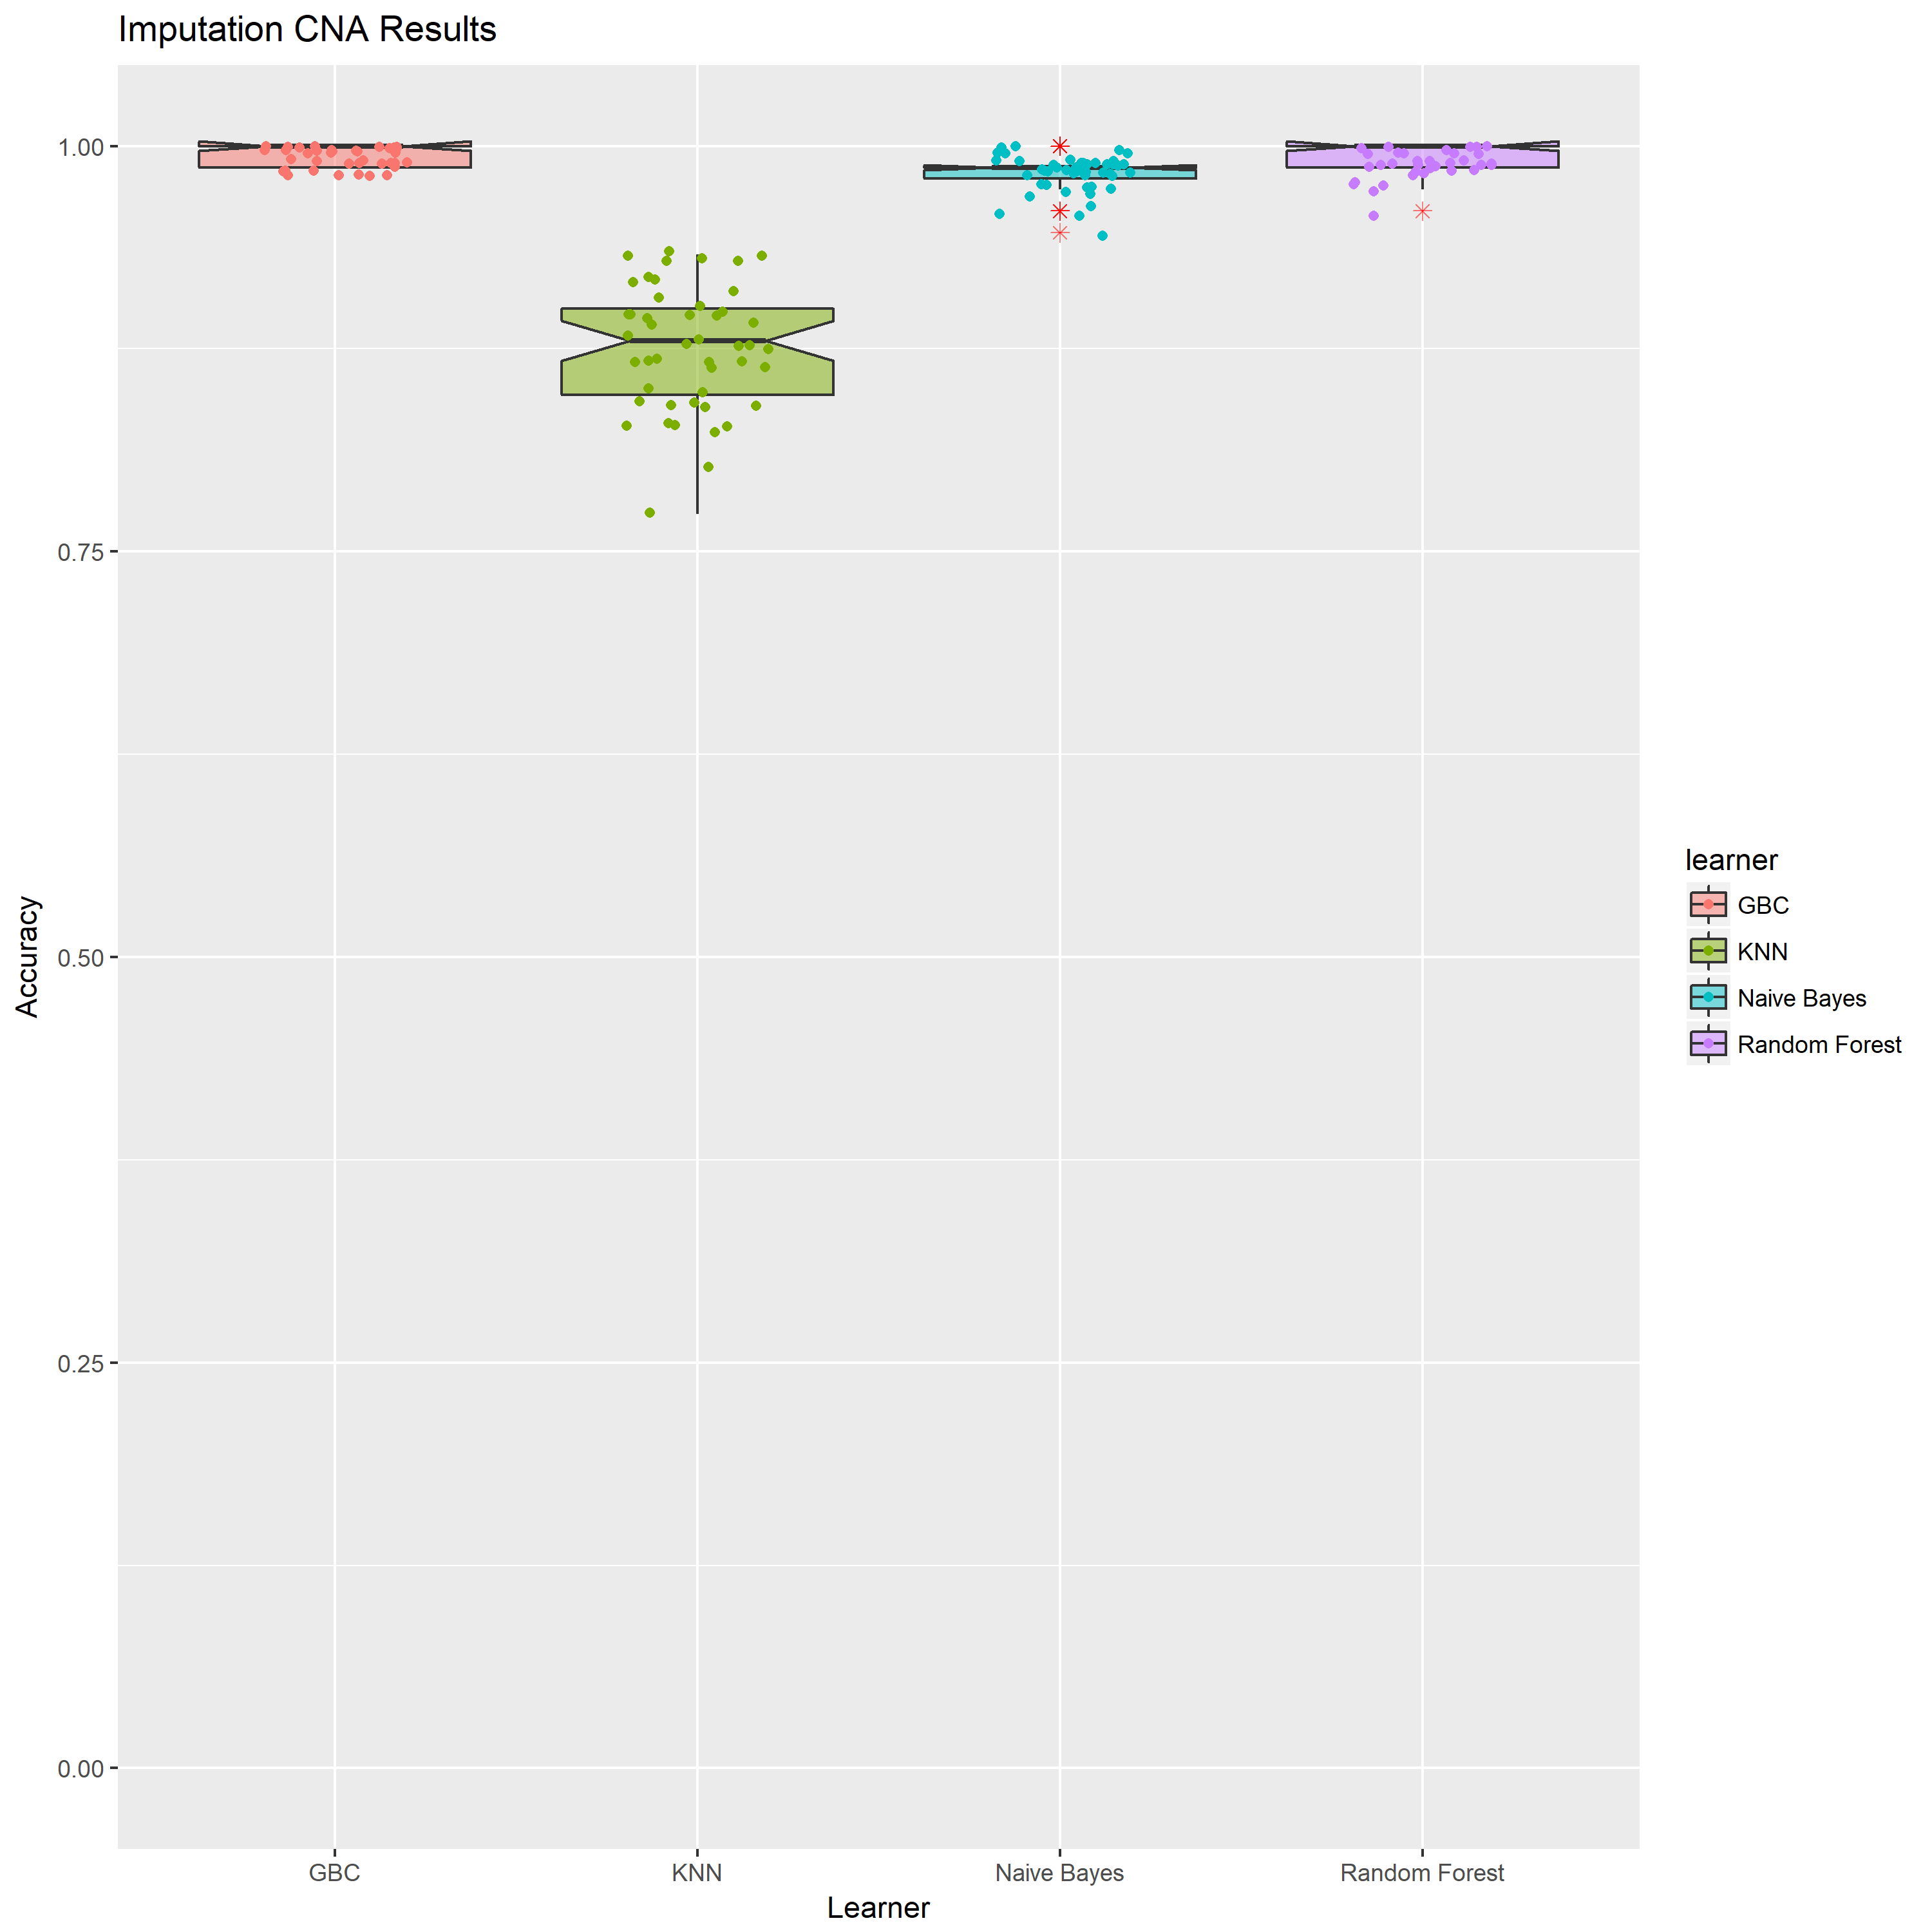 Imputation CNA Results
1.00
0.75
0.50
0.25
0.00
Accuracy
GBC
KNN
Naive Bayes
Random Forest
Learner
learner
GBC
KNN
Naive Bayes
Random Forest